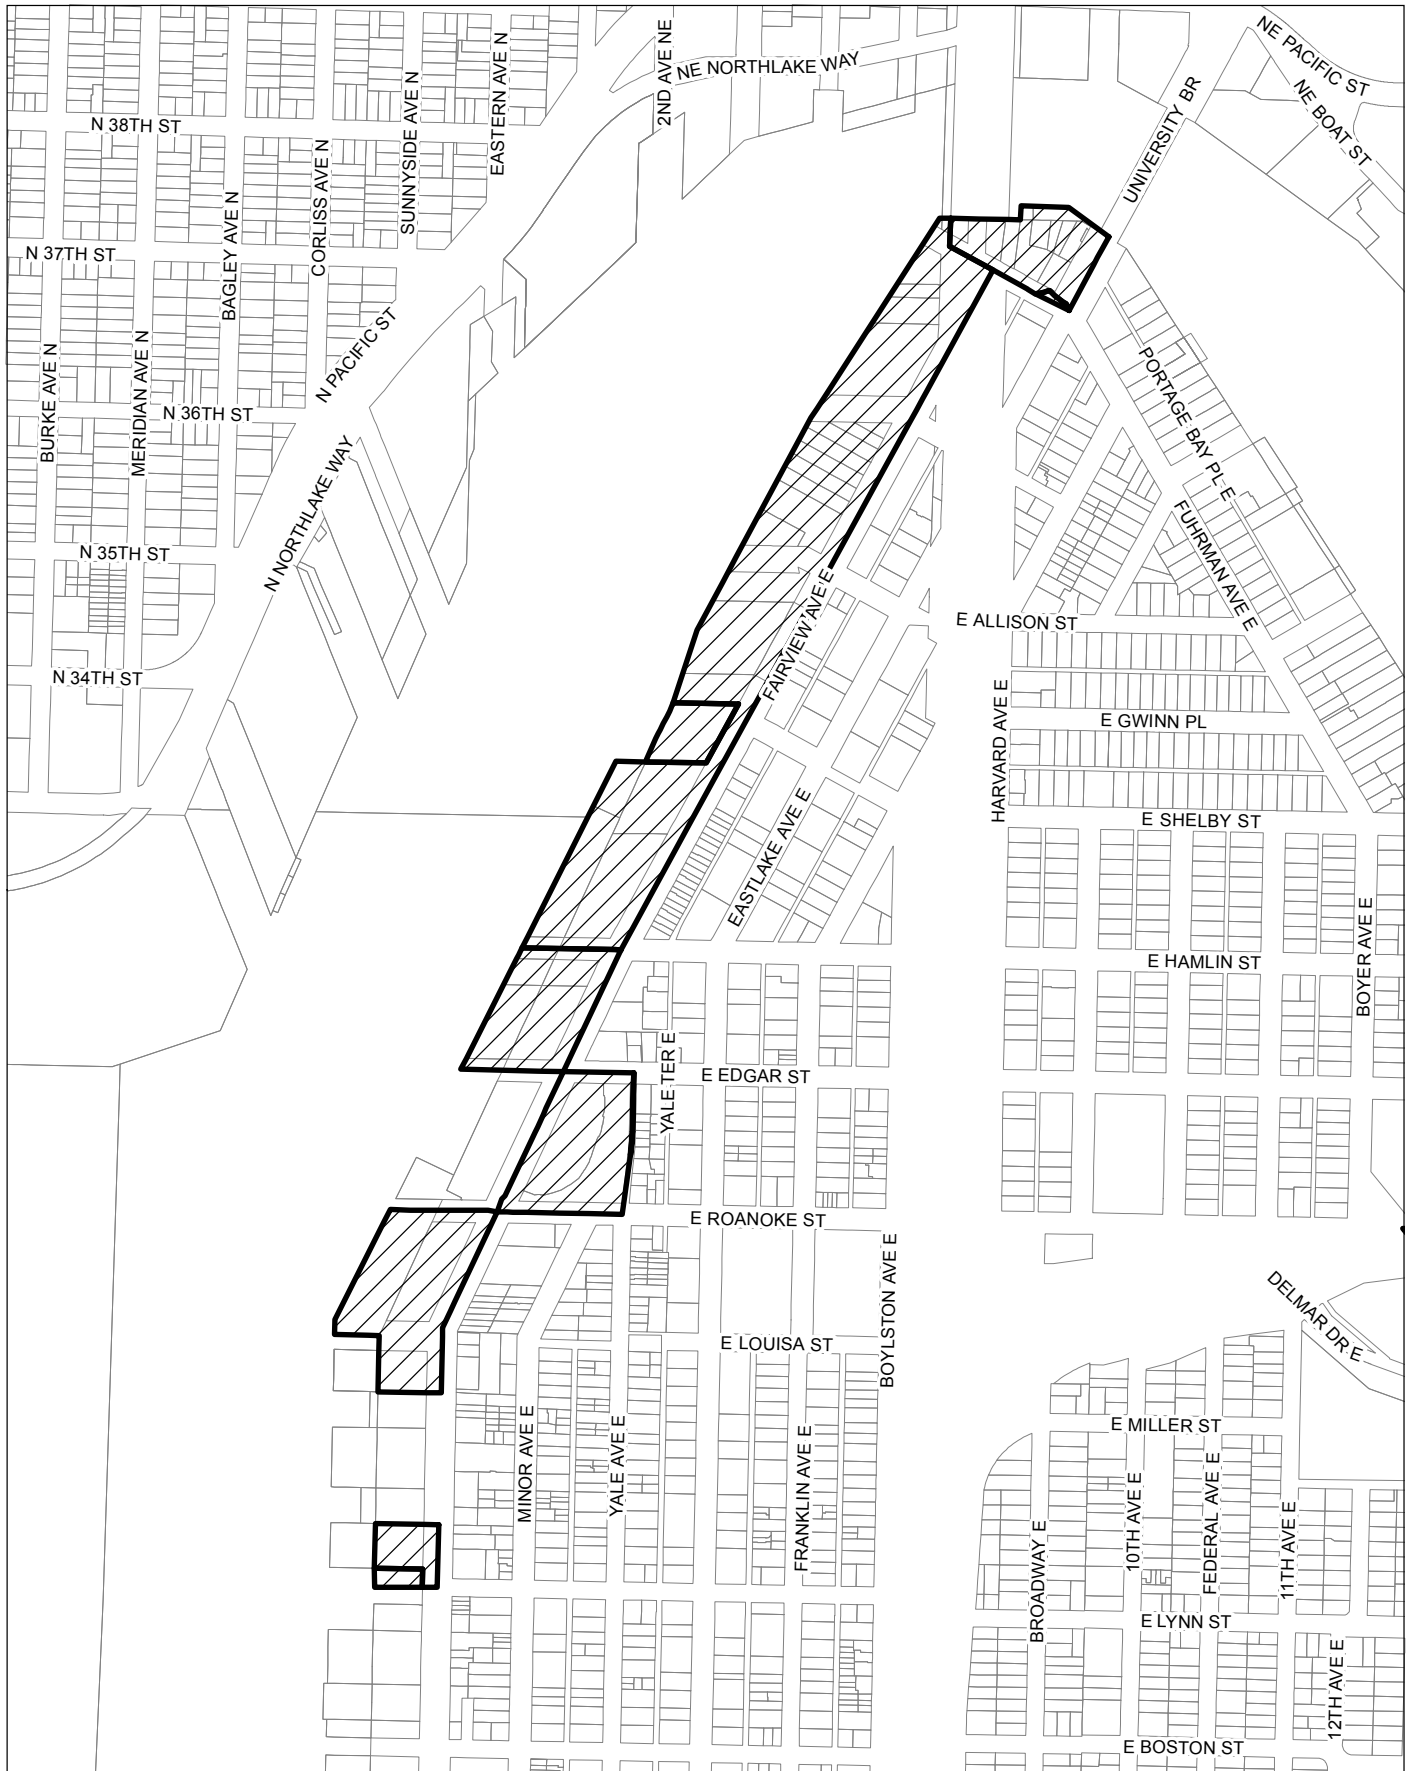 NE PACIFIC ST
2ND AVE NE
NE NORTHLAKE WAY
EASTERN AVE N
SUNNYSIDE AVE N
UNIVERSITY BR
NE BOAT ST
N 38TH ST
CORLISS AVE N
BAGLEY AVE N
N 37TH ST
N PACIFIC ST
MERIDIAN AVE N
BURKE AVE N
N 36TH ST
PORTAGE BAY PL E
N NORTHLAKE WAY
FUHRMAN AVE E
N 35TH ST
FAIRVIEW AVE E
E ALLISON ST
N 34TH ST
HARVARD AVE E
E GWINN PL
EASTLAKE AVE E
E SHELBY ST
BOYER AVE E
E HAMLIN ST
YALE TER E
E EDGAR ST
E ROANOKE ST
BOYLSTON AVE E
DELMAR DR E
E LOUISA ST
MINOR AVE E
YALE AVE E
FRANKLIN AVE E
E MILLER ST
10TH AVE E
FEDERAL AVE E
11TH AVE E
BROADWAY E
E LYNN ST
12TH AVE E
E BOSTON ST